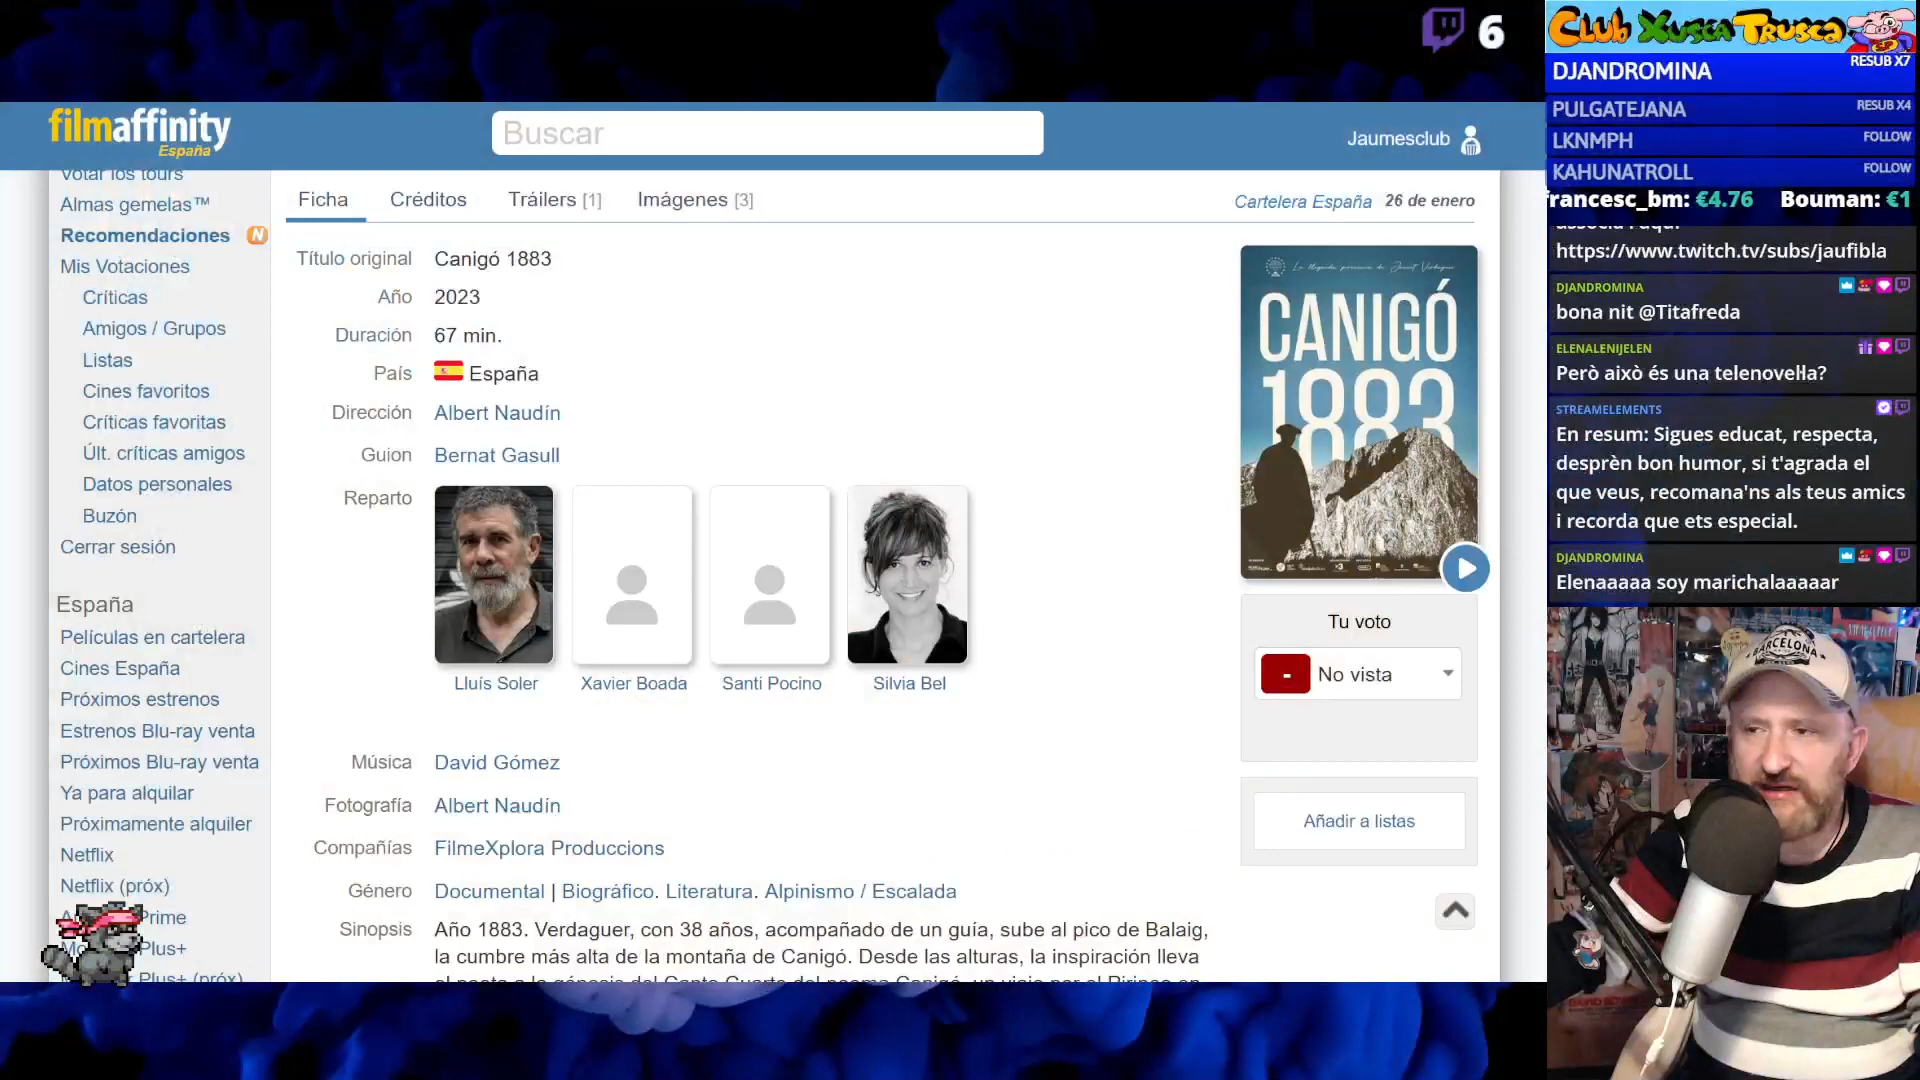 6
Club Xusca Trusca
DJANDROMINA RESUB X7
PULGATEJANA RESUB X4
LKNMPH FOLLOW
KAHUNATROLL FOLLOW
francesc_bm: €4.76 Bouman: €1
https://www.twitch.tv/subs/jaufibla
DJANDROMINA
bona nit @Titafreda
ELENALENIJELEN
Però això és una telenovel·la?
STREAMELEMENTS
En resum: Sigues educat, respecta,
desprèn bon humor, si t'agrada el
que veus, recomana'ns als teus amics
i recorda que ets especial.
DJANDROMINA
Elenaaaaa soy marichalaaaaar
BARCELONA
filmaffinity
España
Buscar
Jaumesclub
Votar los tours
Almas gemelas™
Recomendaciones N
Mis Votaciones
Críticas
Amigos / Grupos
Listas
Cines favoritos
Críticas favoritas
Últ. críticas amigos
Datos personales
Buzón
Cerrar sesión
España
Películas en cartelera
Cines España
Próximos estrenos
Estrenos Blu-ray venta
Próximos Blu-ray venta
Ya para alquilar
Próximamente alquiler
Netflix
Netflix (próx)
Prime
Plus+
Plus+ (próx)
Ficha Créditos Tráilers [1] Imágenes [3]
Cartelera España 26 de enero
Título original Canigó 1883
Año 2023
Duración 67 min.
País España
Dirección Albert Naudín
Guion Bernat Gasull
Reparto
Lluís Soler Xavier Boada Santi Pocino Silvia Bel
Música David Gómez
Fotografía Albert Naudín
Compañías FilmeXplora Produccions
Género Documental | Biográfico. Literatura. Alpinismo / Escalada
Sinopsis Año 1883. Verdaguer, con 38 años, acompañado de un guía, sube al pico de Balaig,
la cumbre más alta de la montaña de Canigó. Desde las alturas, la inspiración lleva
CANIGÓ
1883
Tu voto
- No vista
Añadir a listas